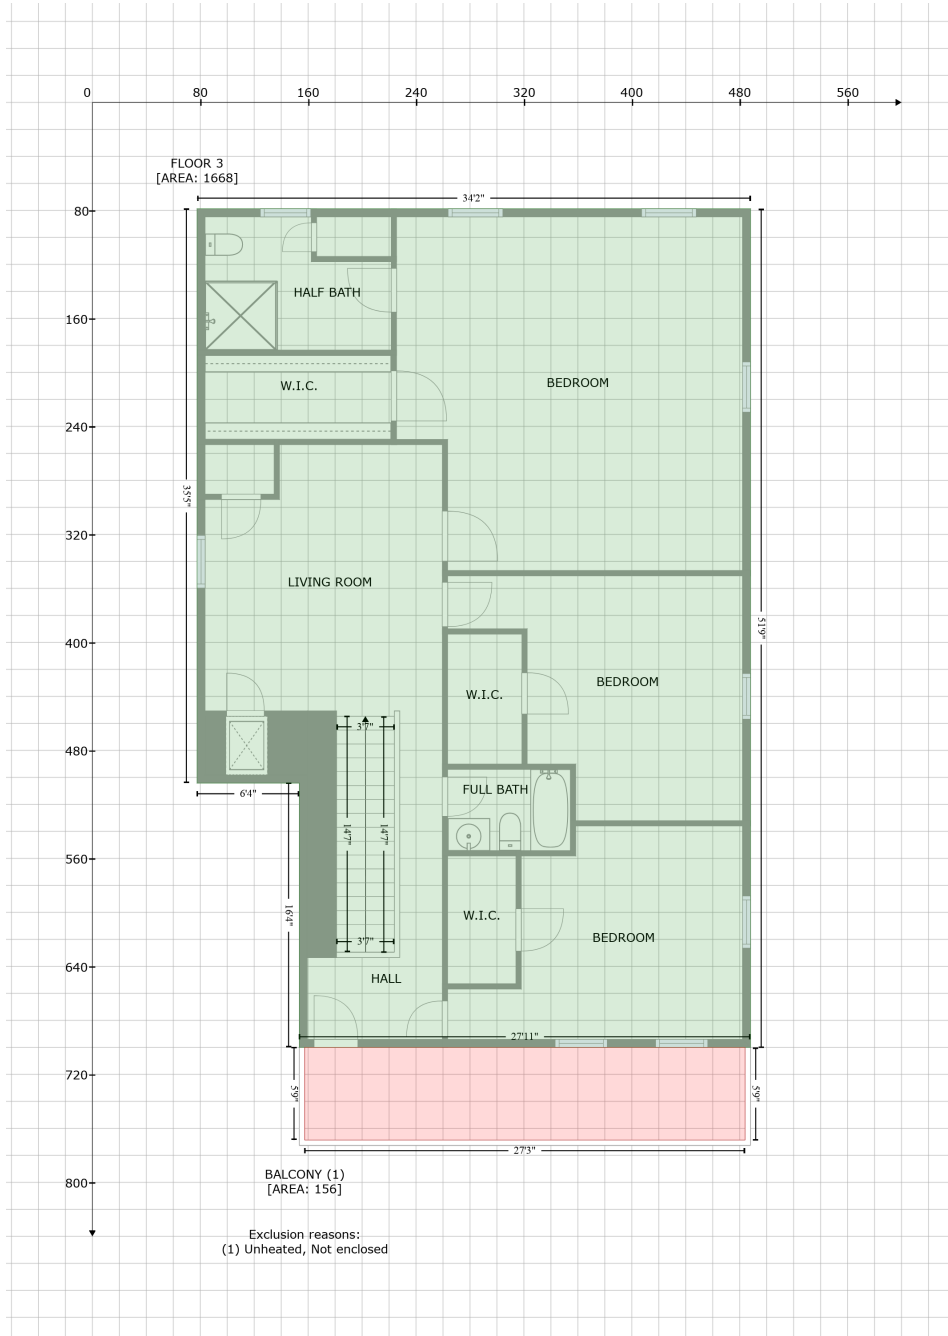 0
80
160
240
320
400
480
560
FLOOR 3
[AREA: 1668]
34'2"
80
160
240
320
400
480
560
640
720
800
HALF BATH
W.I.C.
BEDROOM
35'5"
51'9"
LIVING ROOM
BEDROOM
W.I.C.
3'7"
6'4"
FULL BATH
14'7"
14'7"
16'4"
W.I.C.
BEDROOM
3'7"
HALL
27'11"
5'9"
5'9"
27'3"
BALCONY (1)
[AREA: 156]
Exclusion reasons:
(1) Unheated, Not enclosed